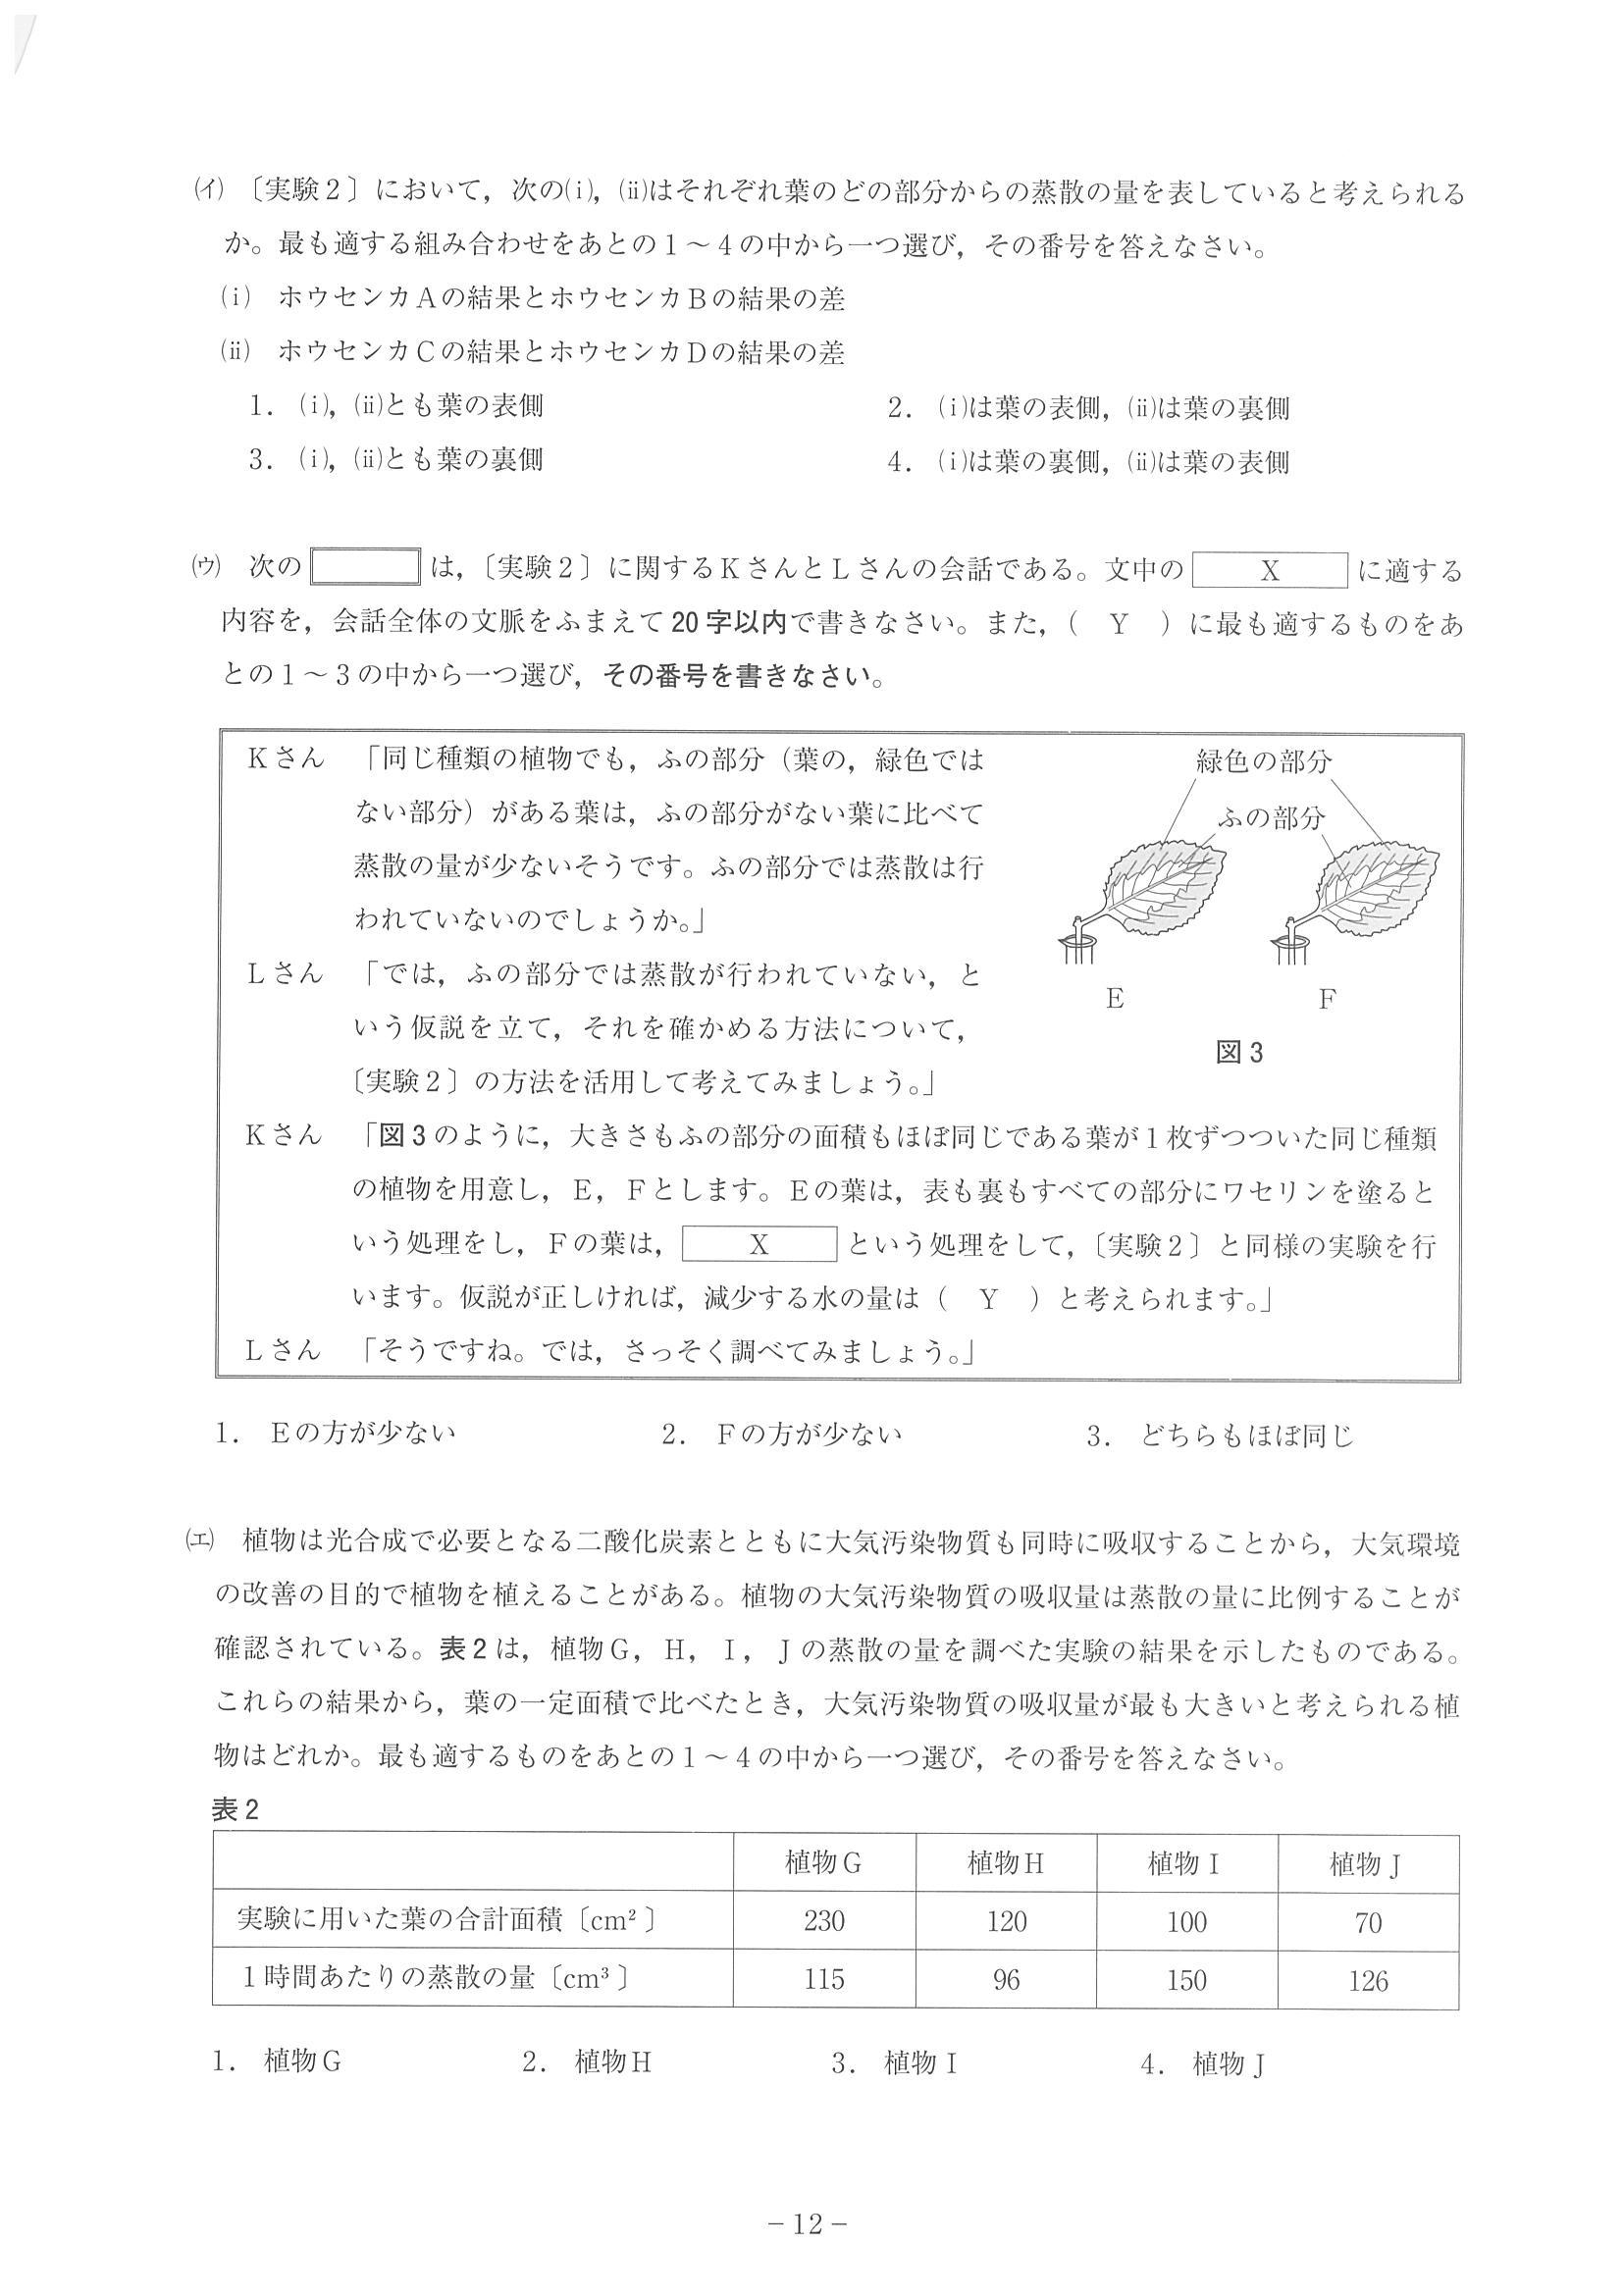 (イ) 〔実験2〕において，次の(i)，(ii)はそれぞれ葉のどの部分からの蒸散の量を表していると考えられる
か。最も適する組み合わせをあとの1～4の中から一つ選び，その番号を答えなさい。
(i) ホウセンカAの結果とホウセンカBの結果の差
(ii) ホウセンカCの結果とホウセンカDの結果の差
1. (i)，(ii)とも葉の表側 2. (i)は葉の表側，(ii)は葉の裏側
3. (i)，(ii)とも葉の裏側 4. (i)は葉の裏側，(ii)は葉の表側
(ウ) 次の は，〔実験2〕に関するKさんとLさんの会話である。文中の X に適する
内容を，会話全体の文脈をふまえて20字以内で書きなさい。また，( Y )に最も適するものをあ
との1～3の中から一つ選び，その番号を書きなさい。
Kさん 「同じ種類の植物でも，ふの部分（葉の，緑色では
ない部分）がある葉は，ふの部分がない葉に比べて
蒸散の量が少ないそうです。ふの部分では蒸散は行
われていないのでしょうか。」
Lさん 「では，ふの部分では蒸散が行われていない，と
いう仮説を立て，それを確かめる方法について，
〔実験2〕の方法を活用して考えてみましょう。」
緑色の部分
ふの部分
E F
図3
Kさん 「図3のように，大きさもふの部分の面積もほぼ同じである葉が1枚ずつついた同じ種類
の植物を用意し，E，Fとします。Eの葉は，表も裏もすべての部分にワセリンを塗ると
いう処理をし，Fの葉は， X という処理をして，〔実験2〕と同様の実験を行
います。仮説が正しければ，減少する水の量は( Y )と考えられます。」
Lさん 「そうですね。では，さっそく調べてみましょう。」
1. Eの方が少ない 2. Fの方が少ない 3. どちらもほぼ同じ
(エ) 植物は光合成で必要となる二酸化炭素とともに大気汚染物質も同時に吸収することから，大気環境
の改善の目的で植物を植えることがある。植物の大気汚染物質の吸収量は蒸散の量に比例することが
確認されている。表2は，植物G，H，I，Jの蒸散の量を調べた実験の結果を示したものである。
これらの結果から，葉の一定面積で比べたとき，大気汚染物質の吸収量が最も大きいと考えられる植
物はどれか。最も適するものをあとの1～4の中から一つ選び，その番号を答えなさい。
表2
植物G 植物H 植物I 植物J
実験に用いた葉の合計面積〔cm²〕 230 120 100 70
1時間あたりの蒸散の量〔cm³〕 115 96 150 126
1. 植物G 2. 植物H 3. 植物I 4. 植物J
－12－